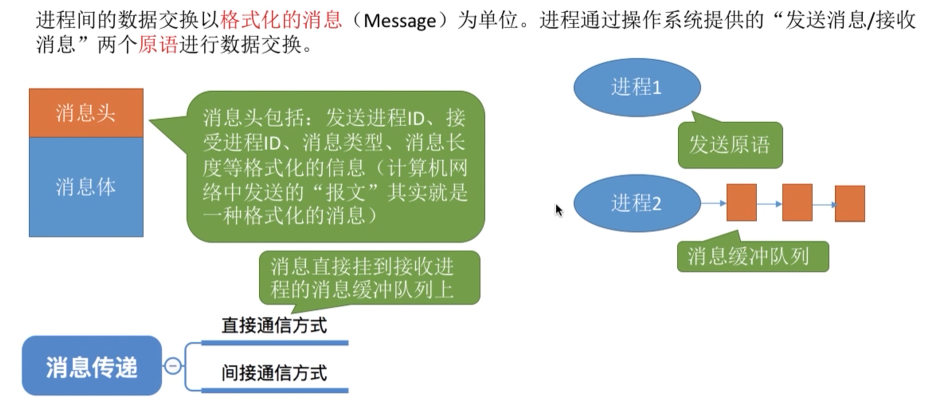 进程间的数据交换以格式化的消息（Message）为单位。进程通过操作系统提供的“发送消息/接收
消息”两个原语进行数据交换。
消息头
消息体
消息头包括：发送进程ID、接
受进程ID、消息类型、消息长
度等格式化的信息（计算机网
络中发送的“报文”其实就是
一种格式化的消息）
进程1
发送原语
进程2
消息缓冲队列
消息直接挂到接收进
程的消息缓冲队列上
消息传递
直接通信方式
间接通信方式